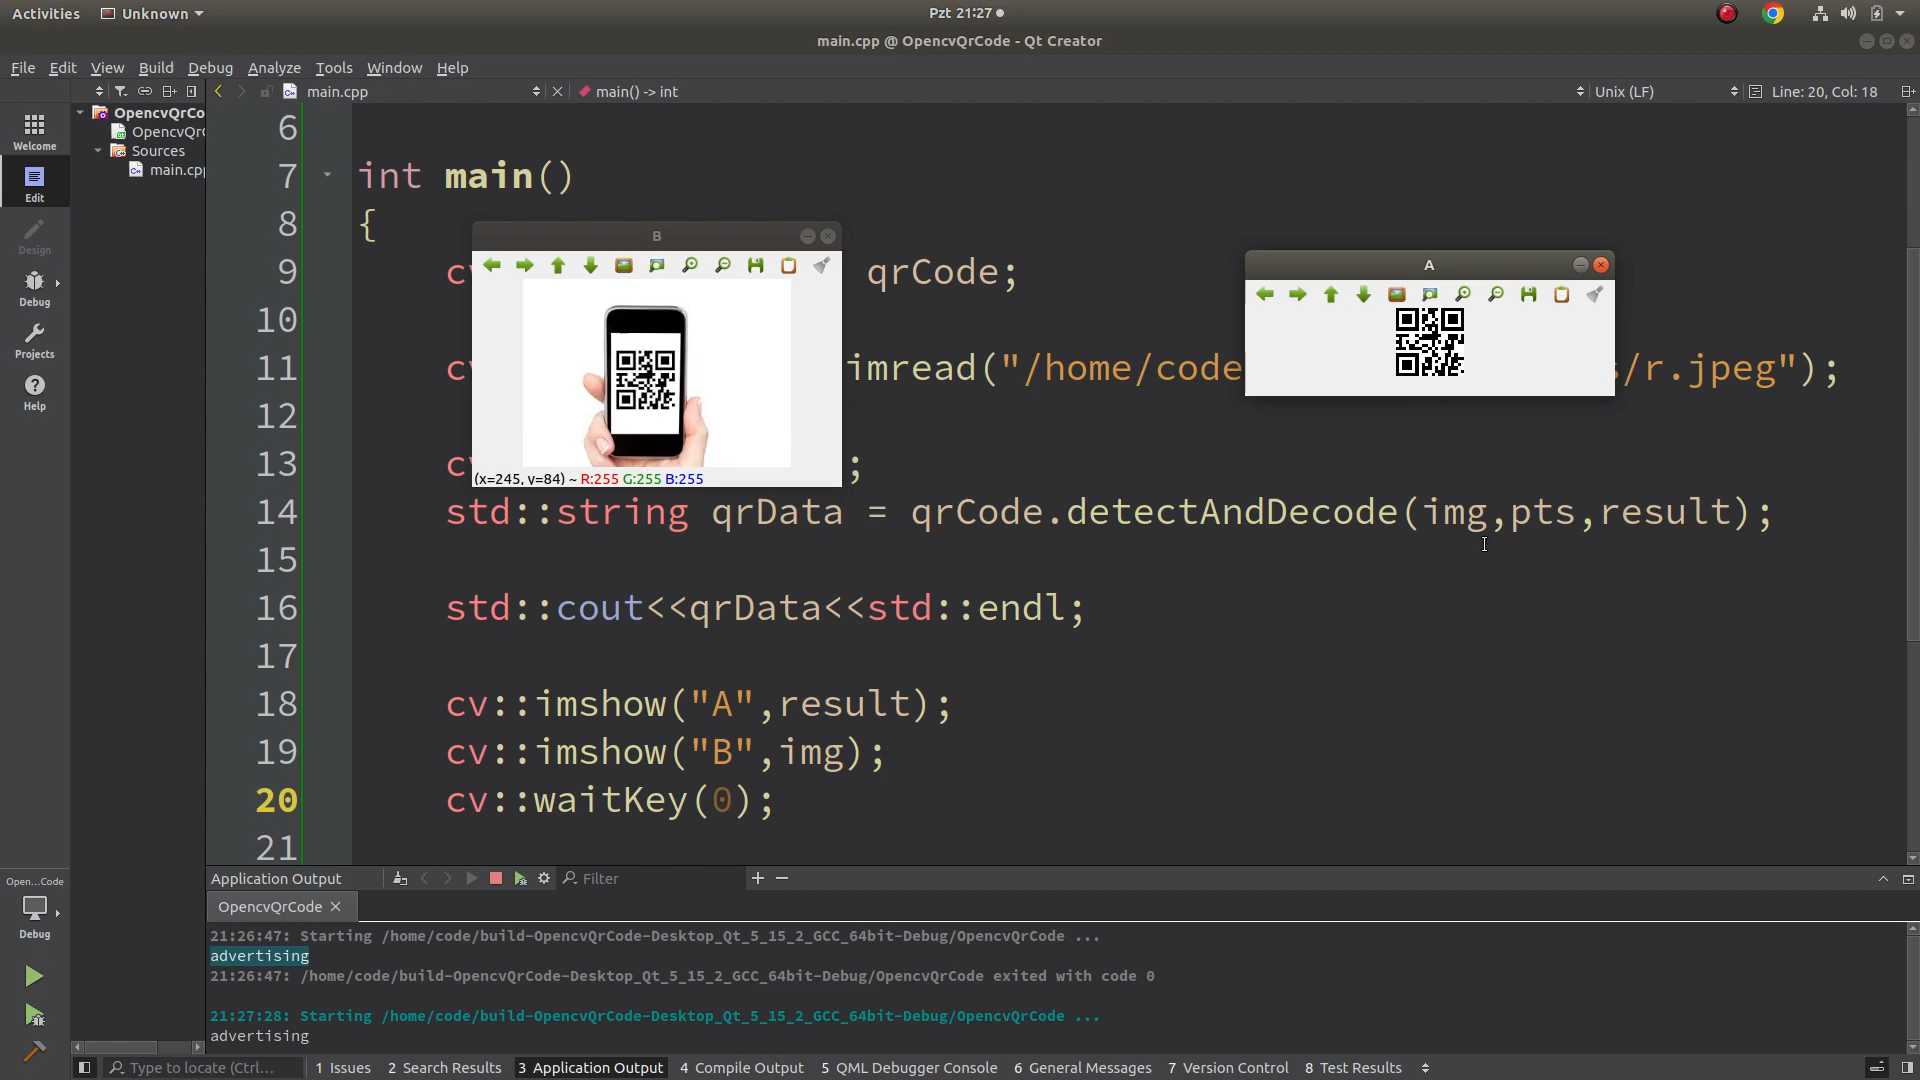 Activities Unknown Pzt 21:27
main.cpp @ OpencvQrCode - Qt Creator
File Edit View Build Debug Analyze Tools Window Help
main.cpp main() -> int Unix (LF) Line: 20, Col: 18
OpencvQrCo
OpencvQr
Sources
main.cpp
Welcome
Edit
Design
Debug
Projects
Help
6
7 int main()
8 {
9 qrCode;
10
11 imread("/home/code /r.jpeg");
12
13 ;
14 std::string qrData = qrCode.detectAndDecode(img,pts,result);
15
16 std::cout<<qrData<<std::endl;
17
18 cv::imshow("A",result);
19 cv::imshow("B",img);
20 cv::waitKey(0);
21
B
(x=245, y=84) ~ R:255 G:255 B:255
A
Open...Code
Debug
Application Output Filter
OpencvQrCode
21:26:47: Starting /home/code/build-OpencvQrCode-Desktop_Qt_5_15_2_GCC_64bit-Debug/OpencvQrCode ...
advertising
21:26:47: /home/code/build-OpencvQrCode-Desktop_Qt_5_15_2_GCC_64bit-Debug/OpencvQrCode exited with code 0
21:27:28: Starting /home/code/build-OpencvQrCode-Desktop_Qt_5_15_2_GCC_64bit-Debug/OpencvQrCode ...
advertising
Type to locate (Ctrl... 1 Issues 2 Search Results 3 Application Output 4 Compile Output 5 QML Debugger Console 6 General Messages 7 Version Control 8 Test Results